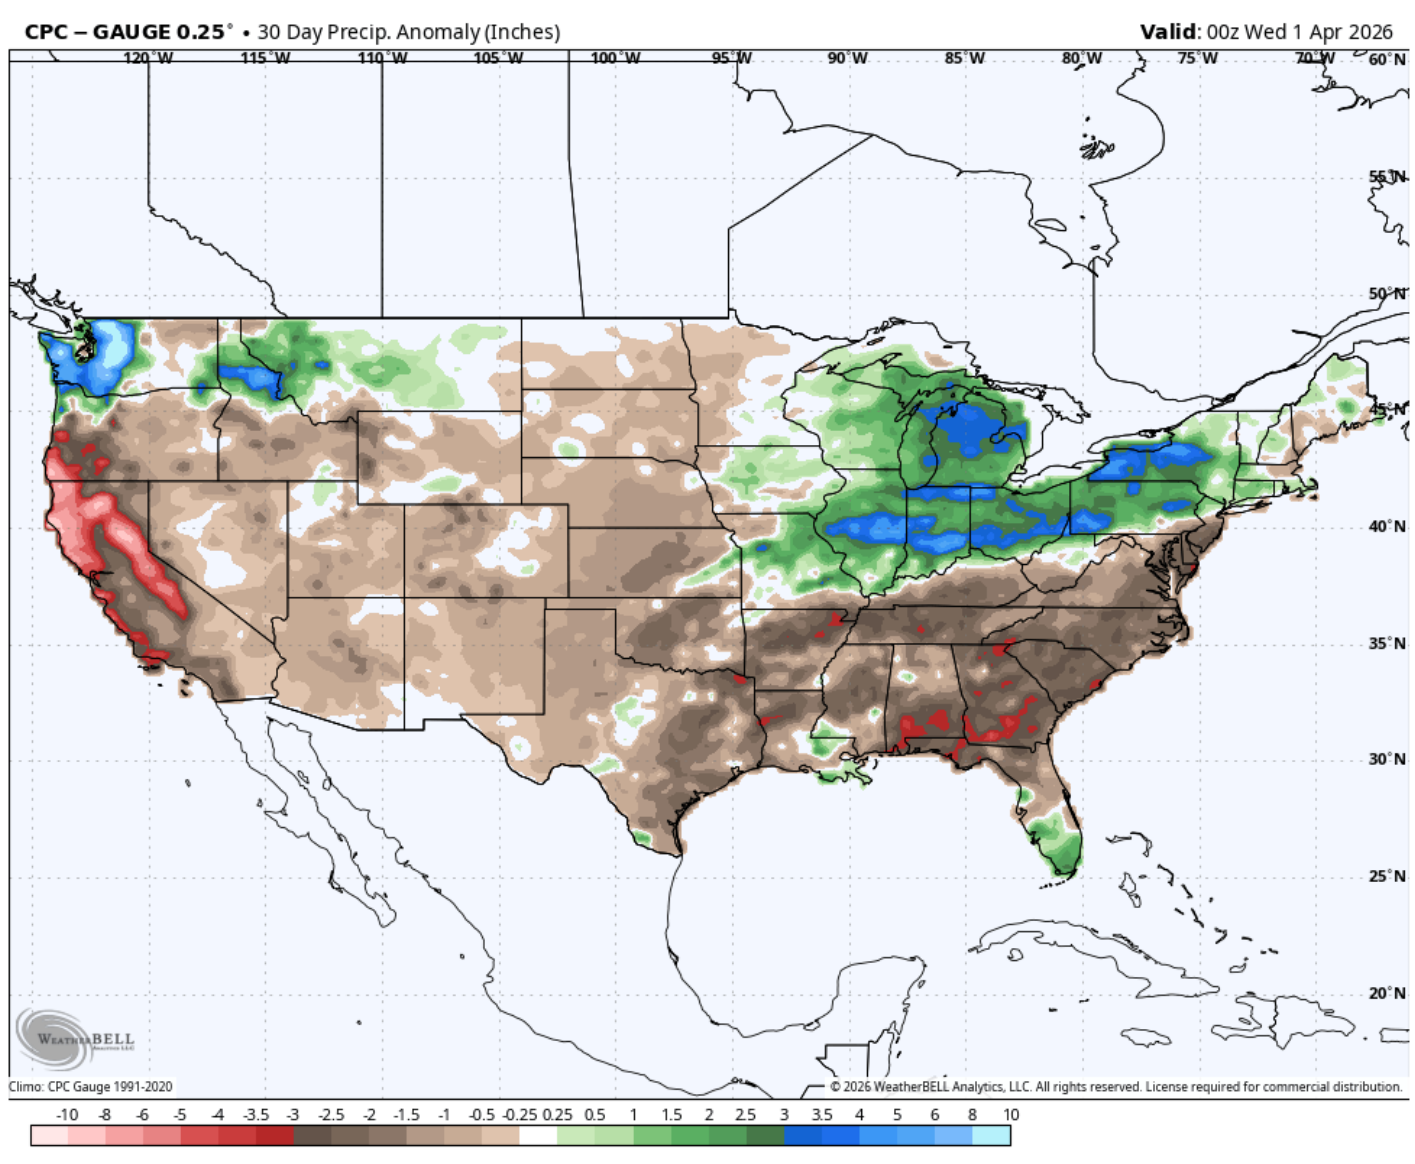 CPC − GAUGE 0.25° • 30 Day Precip. Anomaly (Inches)
Valid: 00z Wed 1 Apr 2026
120°W 115°W 110°W 105°W 100°W 95°W 90°W 85°W 80°W 75°W 70°W
60°N
55°N
50°N
45°N
40°N
35°N
30°N
25°N
20°N
WEATHERBELL
Analytics LLC
Climo: CPC Gauge 1991-2020
© 2026 WeatherBELL Analytics, LLC. All rights reserved. License required for commercial distribution.
-10 -8 -6 -5 -4 -3.5 -3 -2.5 -2 -1.5 -1 -0.5 -0.25 0.25 0.5 1 1.5 2 2.5 3 3.5 4 5 6 8 10